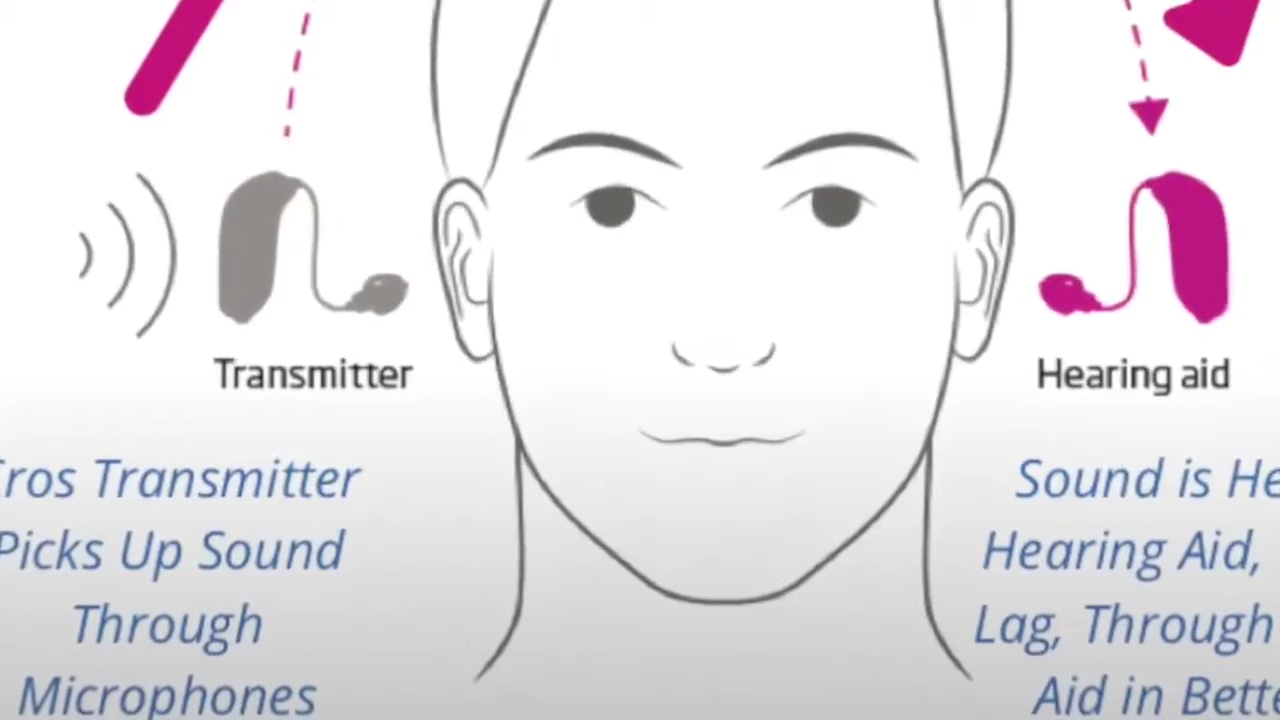 Transmitter
Hearing aid
Cros Transmitter
Picks Up Sound
Through
Microphones
Sound is He
Hearing Aid,
Lag, Through
Aid in Bette